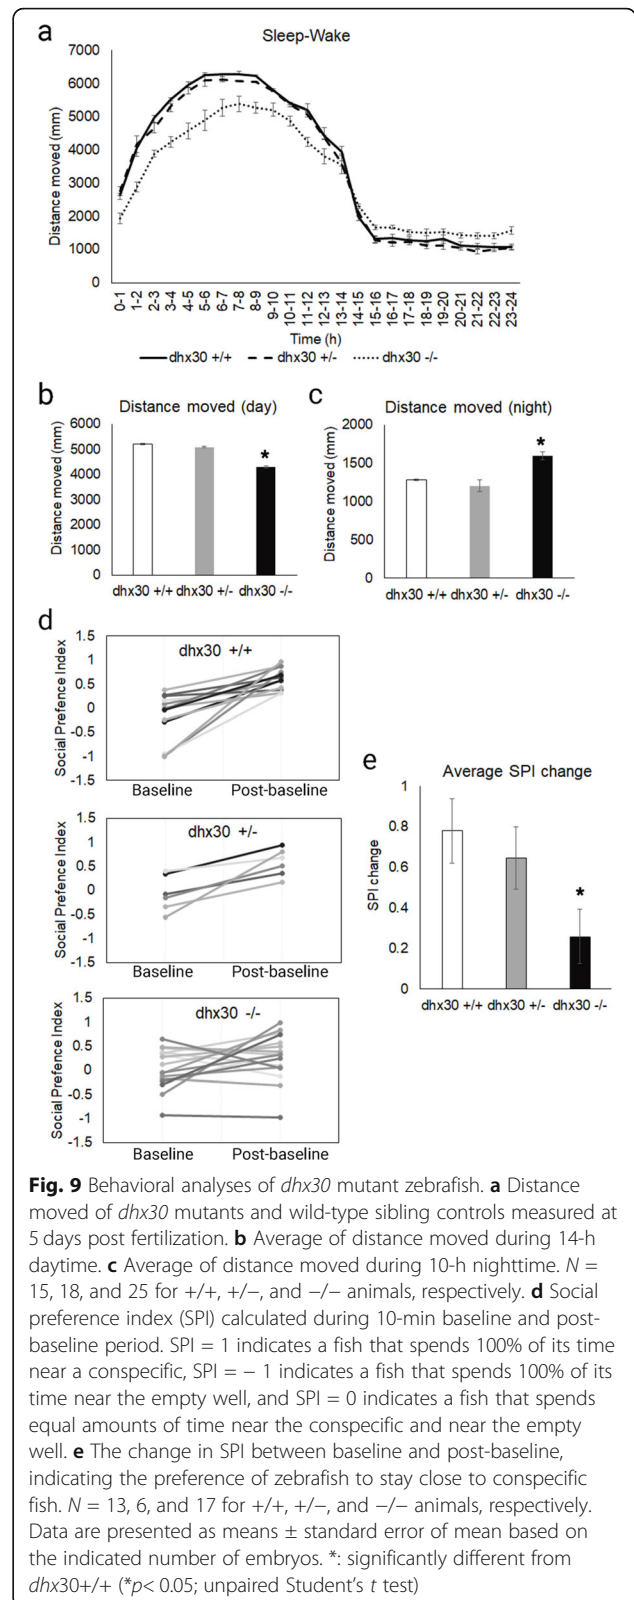 a
Sleep-Wake
7000
6000
5000
4000
3000
2000
1000
0
Distance moved (mm)
0-1
1-2
2-3
3-4
4-5
5-6
6-7
7-8
8-9
9-10
10-11
11-12
12-13
13-14
14-15
15-16
16-17
17-18
18-19
19-20
20-21
21-22
22-23
23-24
Time (h)
dhx30 +/+ dhx30 +/- dhx30 -/-
b
Distance moved (day)
6000
5000
4000
3000
2000
1000
0
Distance moved (mm)
*
dhx30 +/+ dhx30 +/- dhx30 -/-
c
Distance moved (night)
2000
1500
1000
500
0
Distance moved (mm)
*
dhx30 +/+ dhx30 +/- dhx30 -/-
d
1.5
1
0.5
0
-0.5
-1
-1.5
Social Prefence Index
dhx30 +/+
Baseline Post-baseline
1.5
1
0.5
0
-0.5
-1
-1.5
Social Prefence Index
dhx30 +/-
Baseline Post-baseline
1.5
1
0.5
0
-0.5
-1
-1.5
Social Prefence Index
dhx30 -/-
Baseline Post-baseline
e
Average SPI change
1
0.8
0.6
0.4
0.2
0
SPI change
*
dhx30 +/+ dhx30 +/- dhx30 -/-
Fig. 9 Behavioral analyses of dhx30 mutant zebrafish. a Distance
moved of dhx30 mutants and wild-type sibling controls measured at
5 days post fertilization. b Average of distance moved during 14-h
daytime. c Average of distance moved during 10-h nighttime. N =
15, 18, and 25 for +/+, +/−, and −/− animals, respectively. d Social
preference index (SPI) calculated during 10-min baseline and post-
baseline period. SPI = 1 indicates a fish that spends 100% of its time
near a conspecific, SPI = − 1 indicates a fish that spends 100% of its
time near the empty well, and SPI = 0 indicates a fish that spends
equal amounts of time near the conspecific and near the empty
well. e The change in SPI between baseline and post-baseline,
indicating the preference of zebrafish to stay close to conspecific
fish. N = 13, 6, and 17 for +/+, +/−, and −/− animals, respectively.
Data are presented as means ± standard error of mean based on
the indicated number of embryos. *: significantly different from
dhx30+/+ (*p< 0.05; unpaired Student’s t test)